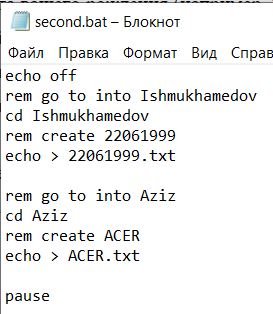 second.bat – Блокнот
Файл Правка Формат Вид Справ
echo off
rem go to into Ishmukhamedov
cd Ishmukhamedov
rem create 22061999
echo > 22061999.txt
rem go to into Aziz
cd Aziz
rem create ACER
echo > ACER.txt
pause